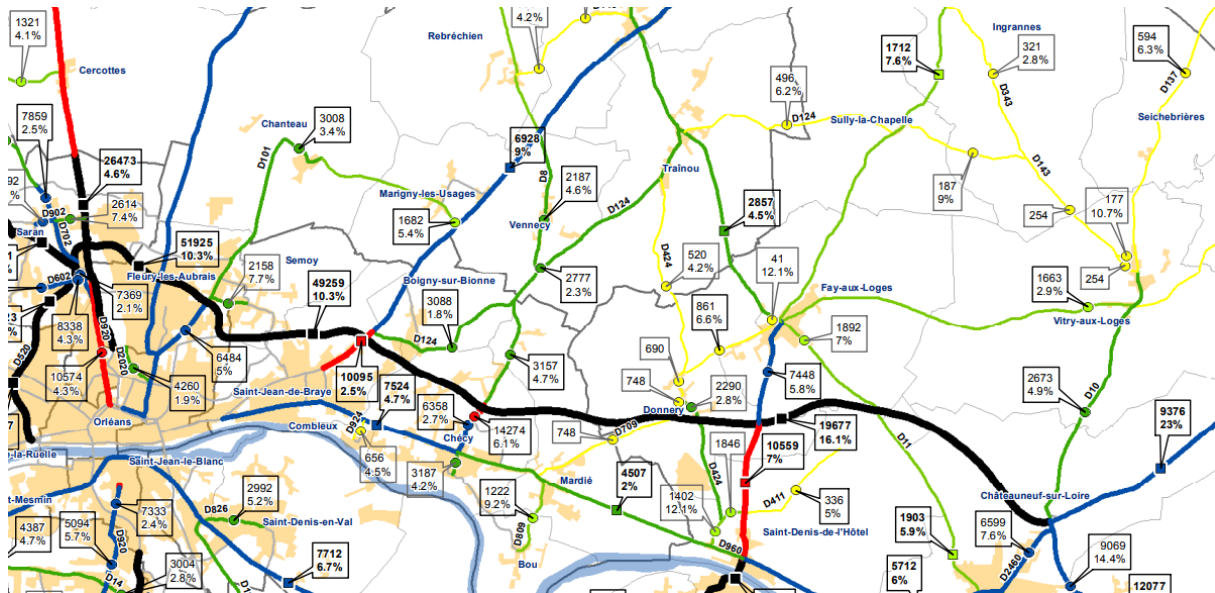 1321
4.1%
4.2%
Rebréchien
Cercottes
Ingrannes
1712
7.6%
321
2.8%
594
6.3%
D137
D343
496
6.2%
D124
Sully-la-Chapelle
Seichebrières
7859
2.5%
Chanteau
3008
3.4%
D101
6928
9%
D8
2187
4.6%
Traînou
D143
187
9%
26473
4.6%
2614
7.4%
D902
D702
Saran
Marigny-les-Usages
1682
5.4%
Vennecy
D124
2857
4.5%
254
177
10.7%
51925
10.3%
Semoy
D602
Fleury-les-Aubrais
2158
7.7%
49259
10.3%
Boigny-sur-Bionne
2777
2.3%
D424
520
4.2%
41
12.1%
254
1663
2.9%
Fay-aux-Loges
Vitry-aux-Loges
7369
2.1%
3088
1.8%
861
6.6%
8338
4.3%
D920
D520
D2020
D124
1892
7%
6484
5%
10574
4.3%
4260
1.9%
Saint-Jean-de-Braye
10095
2.5%
3157
4.7%
690
748
2290
2.8%
7448
5.8%
2673
4.9%
D10
7524
4.7%
6358
2.7%
Donnery
Orléans
Combleux
D924
Chécy
14274
6.1%
748
D709
19677
16.1%
D11
9376
23%
656
4.5%
3187
4.2%
1846
10559
7%
Saint-Jean-le-Blanc
Mardié
4507
2%
1402
12.1%
D424
D411
336
5%
Châteauneuf-sur-Loire
7333
2.4%
2992
5.2%
D826
1222
9.2%
D809
Saint-Denis-en-Val
Saint-Denis-de-l'Hôtel
1903
5.9%
6599
7.6%
4387
4.7%
5094
5.7%
D920
D960
Bou
9069
14.4%
D2460
3004
2.8%
D14
7712
6.7%
5712
6%
12077